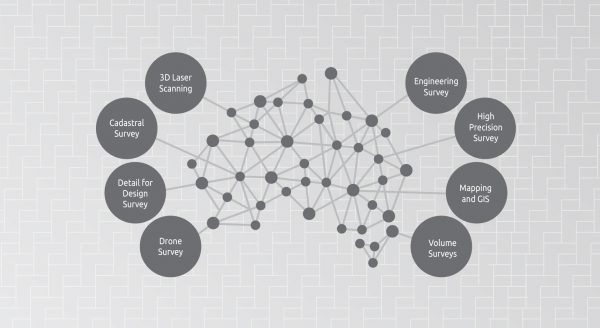 3D Laser
Scanning
Cadastral
Survey
Detail for
Design
Survey
Drone
Survey
Engineering
Survey
High
Precision
Survey
Mapping
and GIS
Volume
Surveys